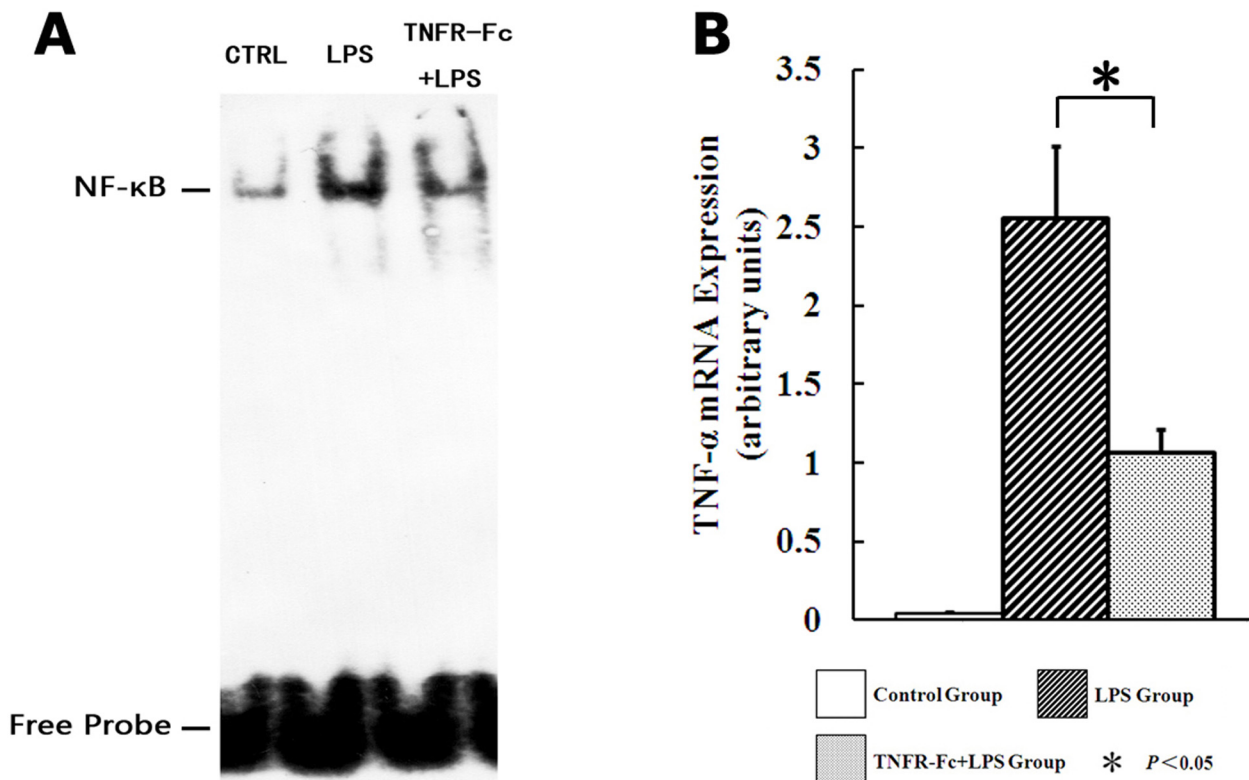 A
CTRL
LPS
TNFR-Fc
+LPS
NF-κB
Free Probe
B
TNF-α mRNA Expression
(arbitrary units)
3.5
3
2.5
2
1.5
1
0.5
0
*
Control Group
LPS Group
TNFR-Fc+LPS Group
* P<0.05